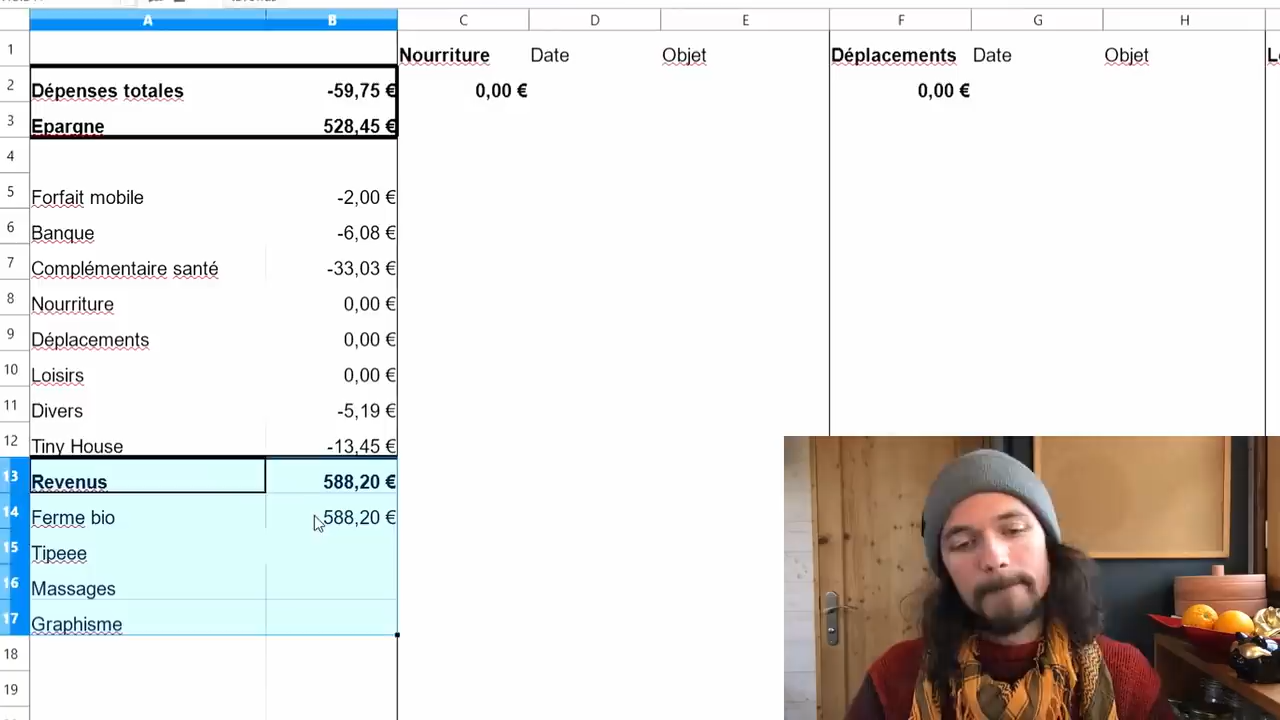 A B C D E F G H
1 Nourriture Date Objet Déplacements Date Objet
2 Dépenses totales -59,75 € 0,00 € 0,00 €
3 Epargne 528,45 €
4
5 Forfait mobile -2,00 €
6 Banque -6,08 €
7 Complémentaire santé -33,03 €
8 Nourriture 0,00 €
9 Déplacements 0,00 €
10 Loisirs 0,00 €
11 Divers -5,19 €
12 Tiny House -13,45 €
13 Revenus 588,20 €
14 Ferme bio 588,20 €
15 Tipeee
16 Massages
17 Graphisme
18
19